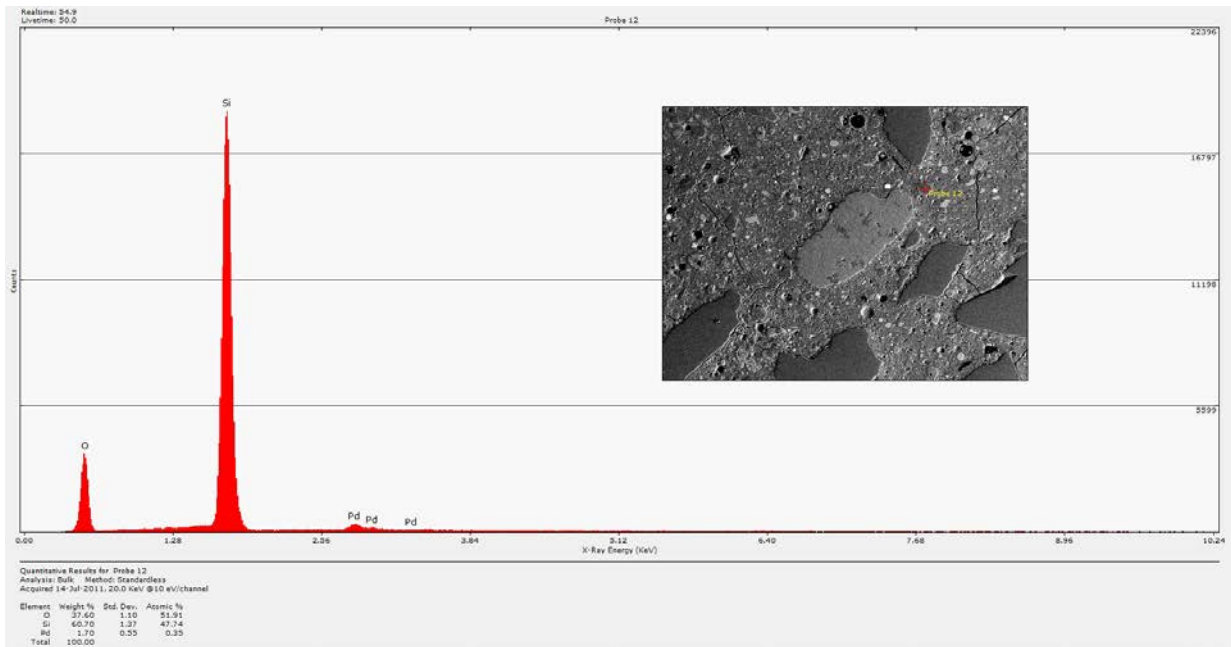 Realtime: 54.9
Livetime: 50.0
Probe 12
22396
Si
16797
Probe 12
Counts
11198
5599
O
Pd
Pd
Pd
0.00 1.28 2.56 3.84 5.12 6.40 7.68 8.96 10.24
X-Ray Energy (KeV)
Quantitative Results for Probe 12
Analysis: Bulk Method: Standardless
Acquired 14-Jul-2011, 20.0 KeV @10 eV/channel
Element Weight % Std. Dev. Atomic %
O 37.60 1.10 51.91
Si 60.70 1.37 47.74
Pd 1.70 0.55 0.35
Total 100.00